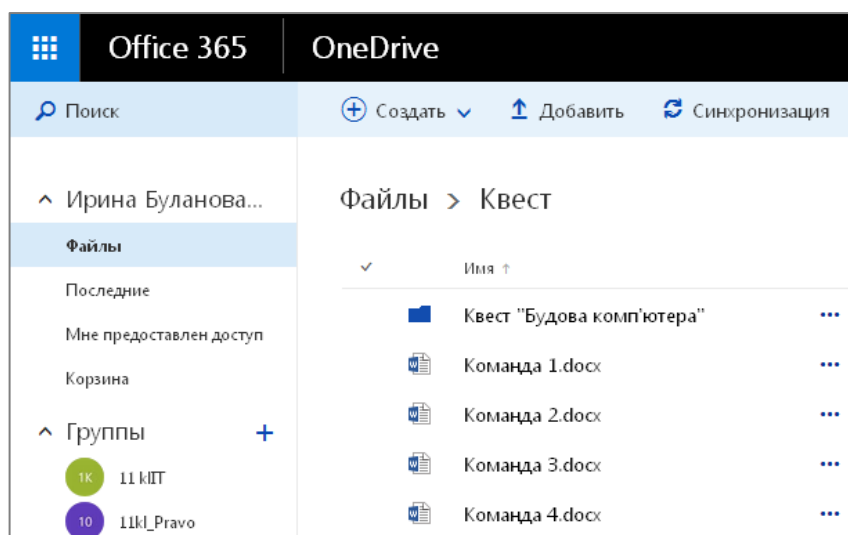 Office 365 OneDrive
Поиск Создать Добавить Синхронизация
Ирина Буланова...
Файлы
Последние
Мне предоставлен доступ
Корзина
Группы +
1K 11 klIT
10 11kl_Pravo
Файлы > Квест
Имя ↑
Квест "Будова комп'ютера" ...
Команда 1.docx ...
Команда 2.docx ...
Команда 3.docx ...
Команда 4.docx ...